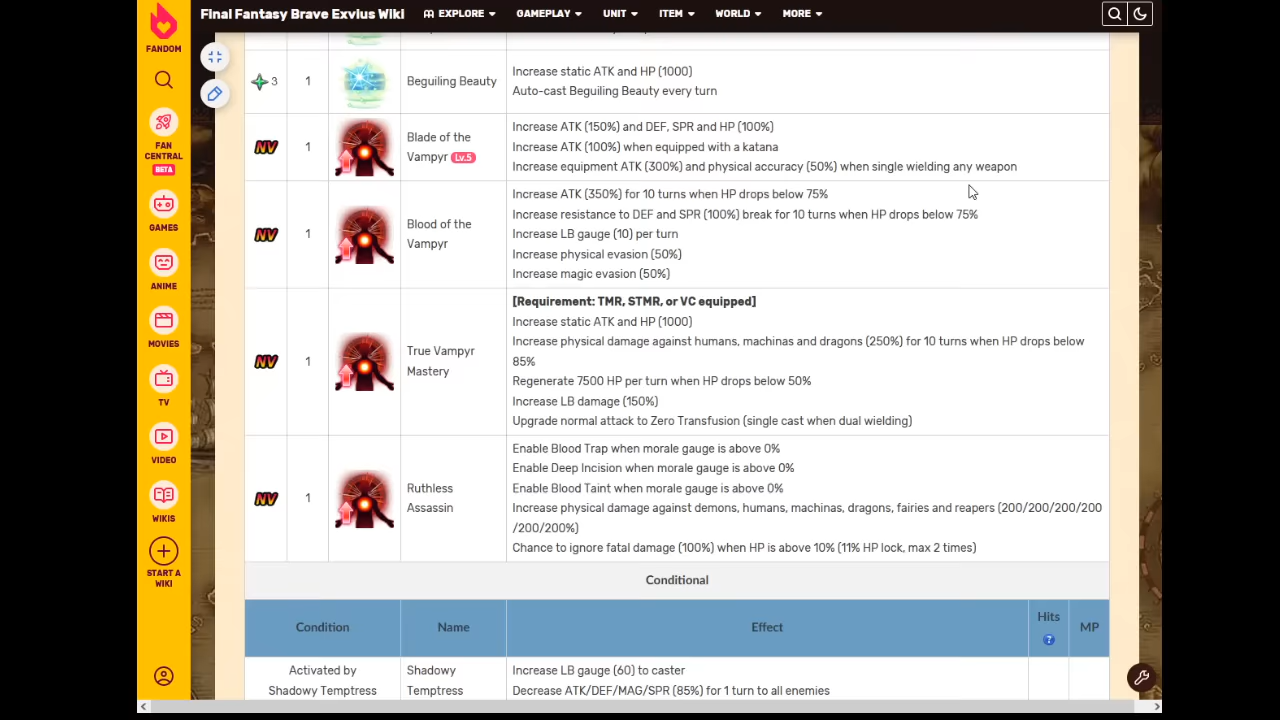 Final Fantasy Brave Exvius Wiki
EXPLORE
GAMEPLAY
UNIT
ITEM
WORLD
MORE
FANDOM
FAN CENTRAL
BETA
GAMES
ANIME
MOVIES
TV
VIDEO
WIKIS
START A WIKI
3
1
Beguiling Beauty
Increase static ATK and HP (1000)
Auto-cast Beguiling Beauty every turn
NV
1
Blade of the
Vampyr Lv.5
Increase ATK (150%) and DEF, SPR and HP (100%)
Increase ATK (100%) when equipped with a katana
Increase equipment ATK (300%) and physical accuracy (50%) when single wielding any weapon
NV
1
Blood of the
Vampyr
Increase ATK (350%) for 10 turns when HP drops below 75%
Increase resistance to DEF and SPR (100%) break for 10 turns when HP drops below 75%
Increase LB gauge (10) per turn
Increase physical evasion (50%)
Increase magic evasion (50%)
NV
1
True Vampyr
Mastery
[Requirement: TMR, STMR, or VC equipped]
Increase static ATK and HP (1000)
Increase physical damage against humans, machinas and dragons (250%) for 10 turns when HP drops below
85%
Regenerate 7500 HP per turn when HP drops below 50%
Increase LB damage (150%)
Upgrade normal attack to Zero Transfusion (single cast when dual wielding)
NV
1
Ruthless
Assassin
Enable Blood Trap when morale gauge is above 0%
Enable Deep Incision when morale gauge is above 0%
Enable Blood Taint when morale gauge is above 0%
Increase physical damage against demons, humans, machinas, dragons, fairies and reapers (200/200/200/200
/200/200%)
Chance to ignore fatal damage (100%) when HP is above 10% (11% HP lock, max 2 times)
Conditional
Condition
Name
Effect
Hits
?
MP
Activated by
Shadowy Temptress
Shadowy
Temptress
Increase LB gauge (60) to caster
Decrease ATK/DEF/MAG/SPR (85%) for 1 turn to all enemies